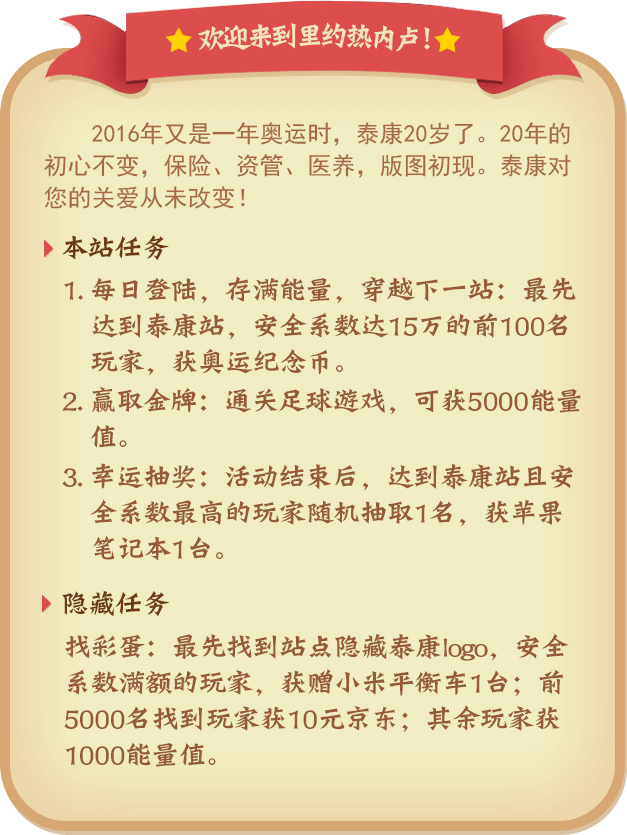 欢迎来到里约热内卢！
2016年又是一年奥运时，泰康20岁了。20年的
初心不变，保险、资管、医养，版图初现。泰康对
您的关爱从未改变！
本站任务
1. 每日登陆，存满能量，穿越下一站：最先
达到泰康站，安全系数达15万的前100名
玩家，获奥运纪念币。
2. 赢取金牌：通关足球游戏，可获5000能量
值。
3. 幸运抽奖：活动结束后，达到泰康站且安
全系数最高的玩家随机抽取1名，获苹果
笔记本1台。
隐藏任务
找彩蛋：最先找到站点隐藏泰康logo，安全
系数满额的玩家，获赠小米平衡车1台；前
5000名找到玩家获10元京东；其余玩家获
1000能量值。